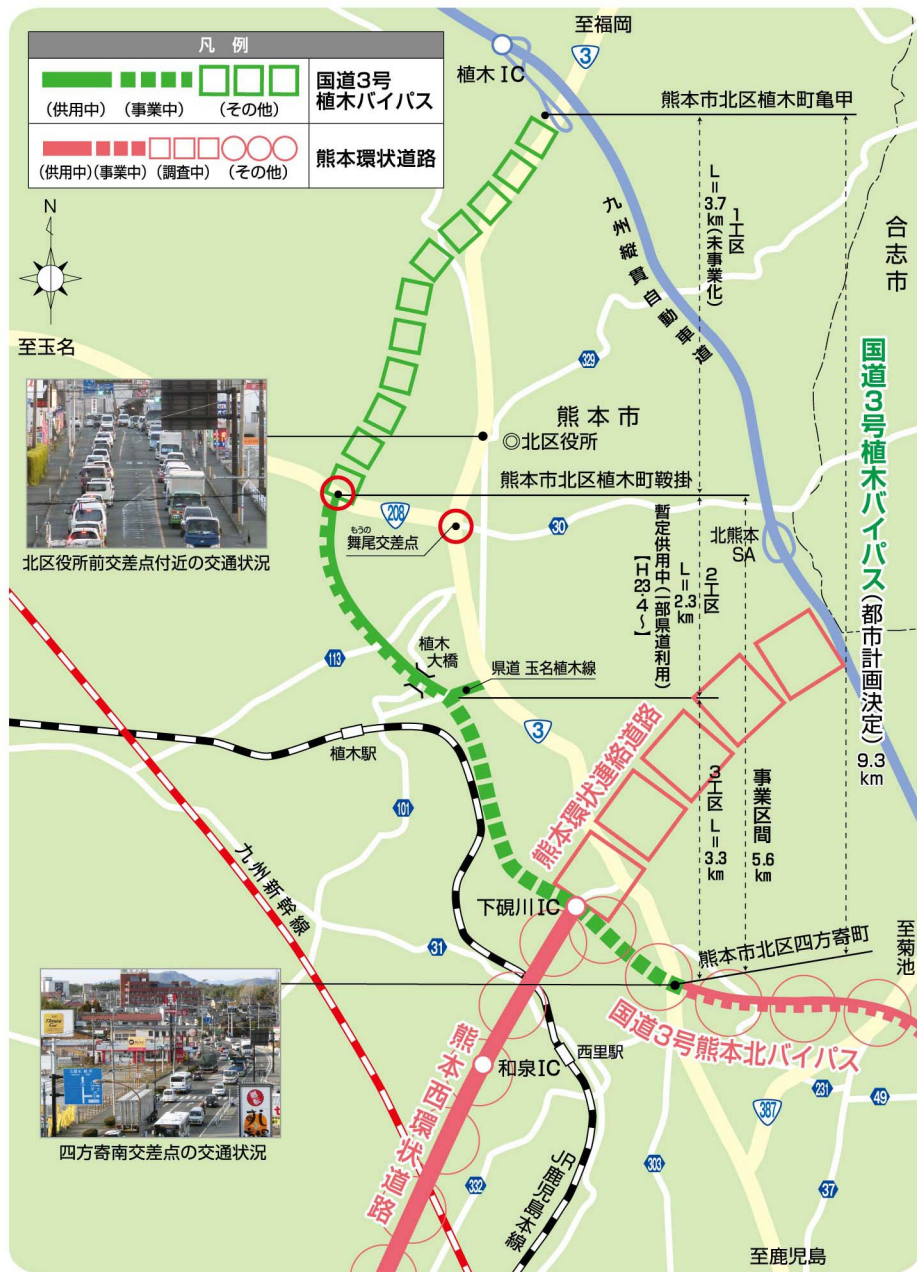 凡 例
(供用中) (事業中) (その他)
国道3号
植木バイパス
(供用中)(事業中)(調査中)(その他)
熊本環状道路
N
至福岡
3
植木IC
熊本市北区植木町亀甲
1工区
L=3.7km(未事業化)
九州縦貫自動車道
合志市
至玉名
329
熊本市
◎北区役所
熊本市北区植木町鞍掛
北区役所前交差点付近の交通状況
208
もうの
舞尾交差点
30
北熊本
SA
2工区
L=2.3km
暫定供用中(一部県道利用)
【H23・4~】
国道3号植木バイパス(都市計画決定)9.3km
植木
大橋
113
県道 玉名植木線
3
植木駅
101
熊本環状連絡道路
3工区 L=3.3km
事業区間 5.6km
九州新幹線
下硯川IC
31
熊本市北区四方寄町
至菊池
国道3号熊本北バイパス
西里駅
和泉IC
熊本西環状道路
四方寄南交差点の交通状況
231
49
387
303
332
37
JR鹿児島本線
至鹿児島